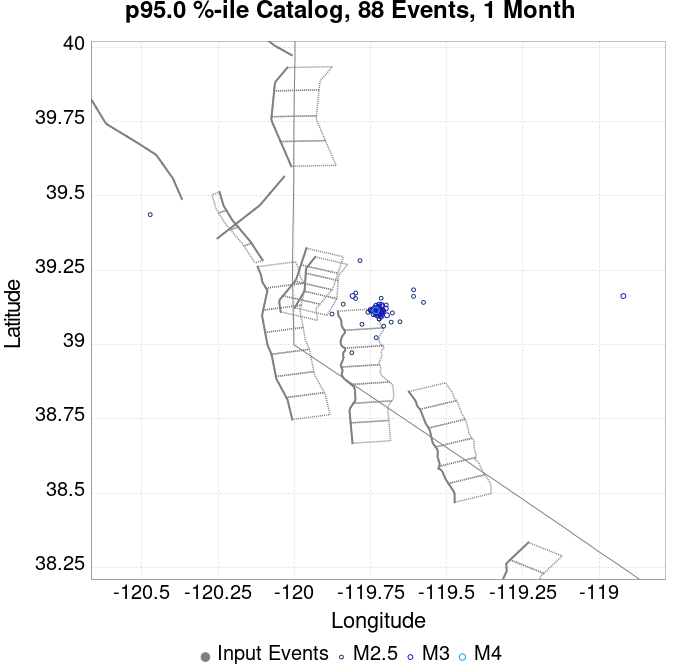 p95.0 %-ile Catalog, 88 Events, 1 Month
40
39.75
39.5
39.25
39
38.75
38.5
38.25
Latitude
-120.5 -120.25 -120 -119.75 -119.5 -119.25 -119
Longitude
Input Events M2.5 M3 M4